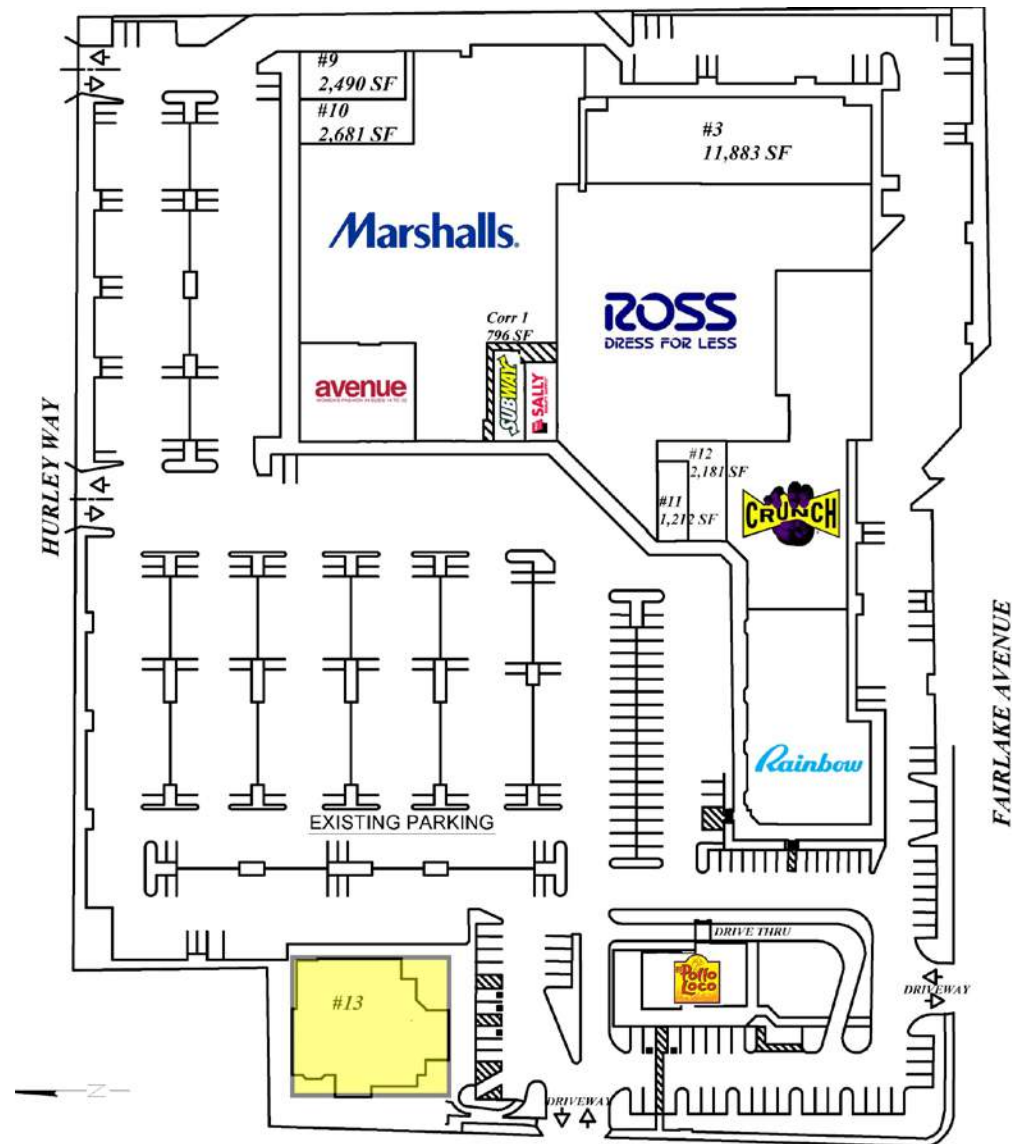 #9
2,490 SF
#10
2,681 SF
#3
11,883 SF
Marshalls.
ROSS
DRESS FOR LESS
Corr 1
796 SF
avenue
SUBWAY
SALLY
#12
2,181 SF
#11
1,212 SF
CRUNCH
HURLEY WAY
FAIRLAKE AVENUE
Rainbow
EXISTING PARKING
DRIVE THRU
Pollo
Loco
DRIVEWAY
#13
N
DRIVEWAY